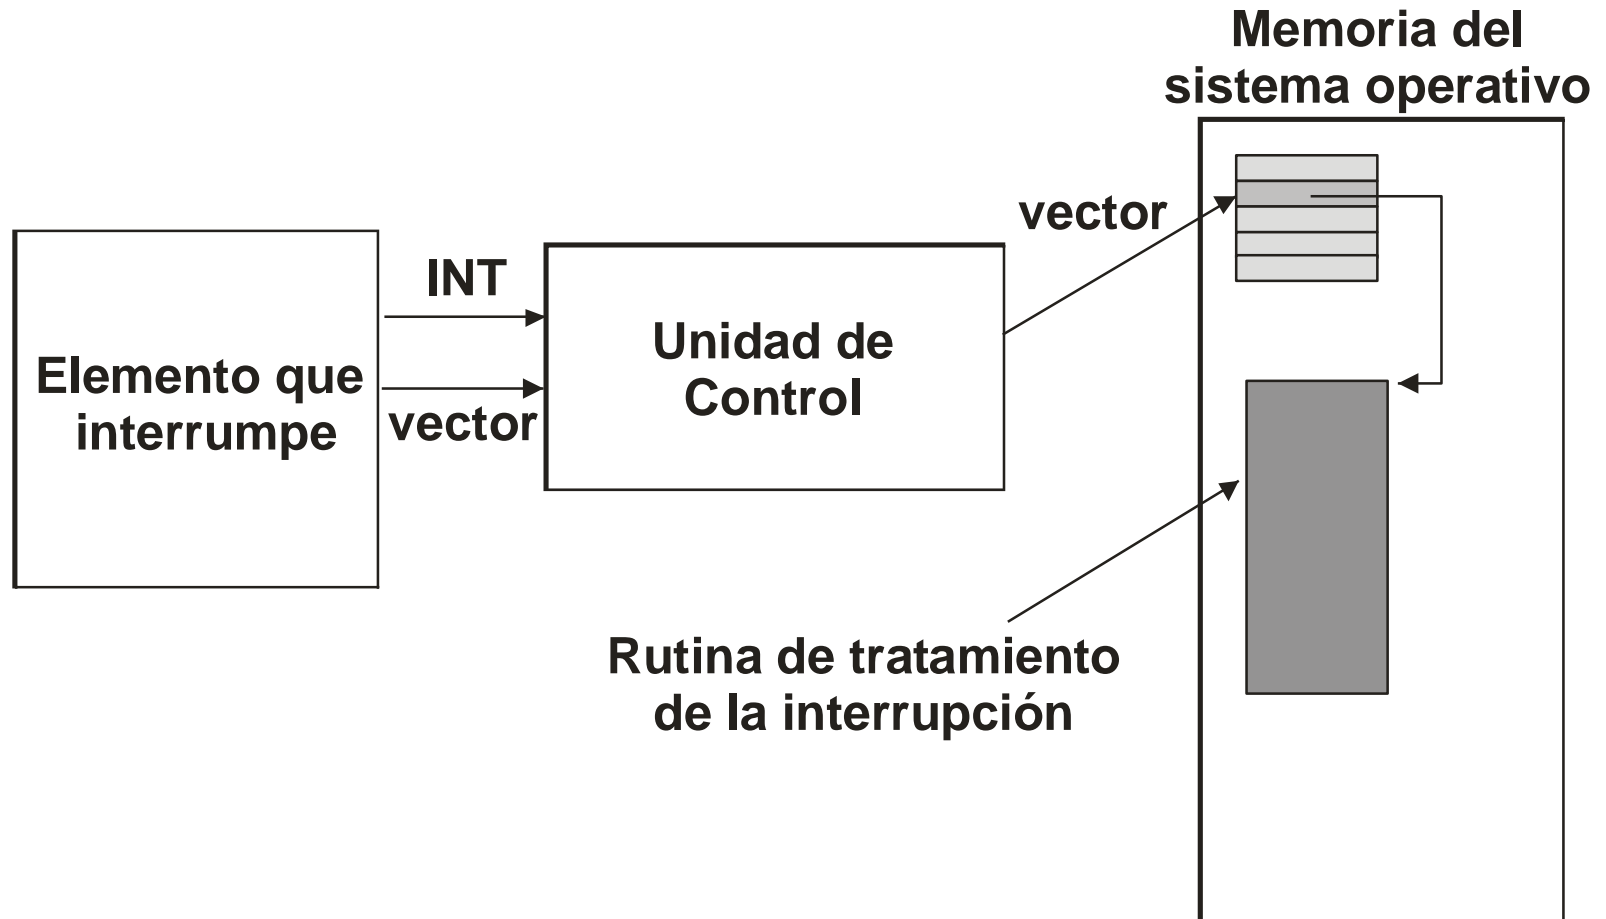 Memoria del
sistema operativo
vector
INT
Elemento que
interrumpe
vector
Unidad de
Control
Rutina de tratamiento
de la interrupción